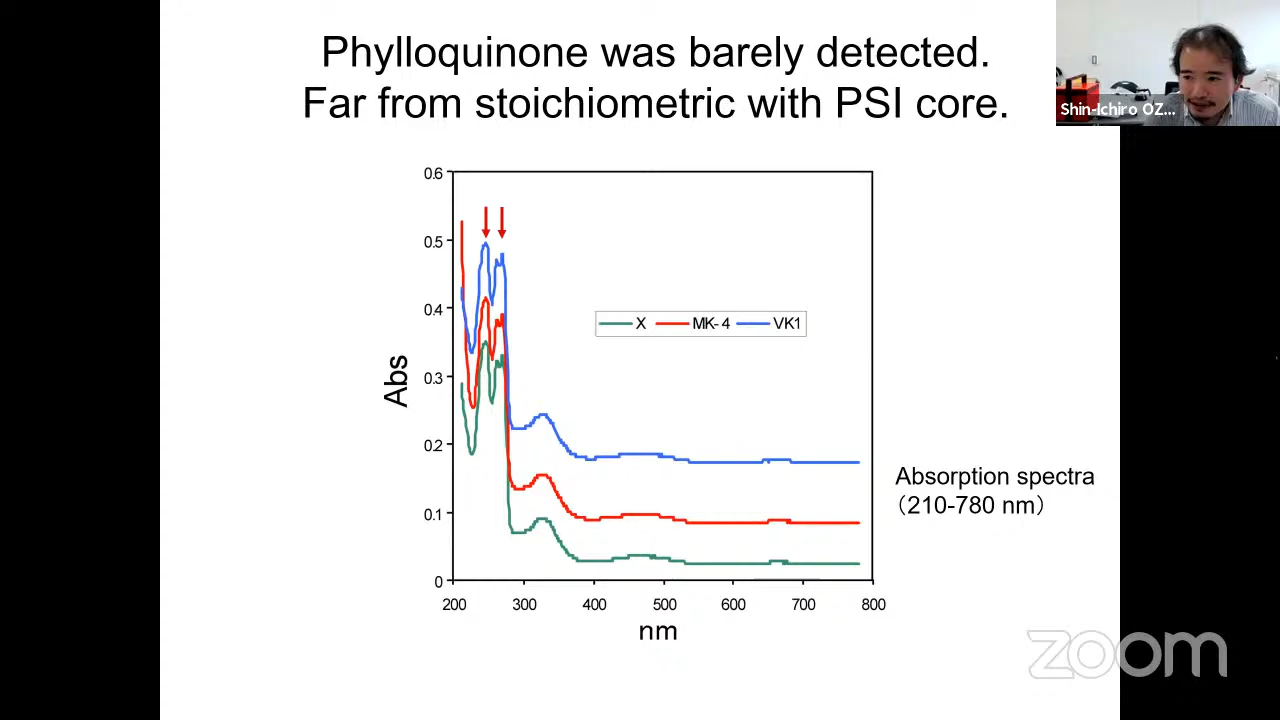 Phylloquinone was barely detected.
Far from stoichiometric with PSI core.
Shin-Ichiro OZ...
0.6
0.5
0.4
0.3
0.2
0.1
0
Abs
X MK-4 VK1
200 300 400 500 600 700 800
nm
Absorption spectra
（210-780 nm）
zoom